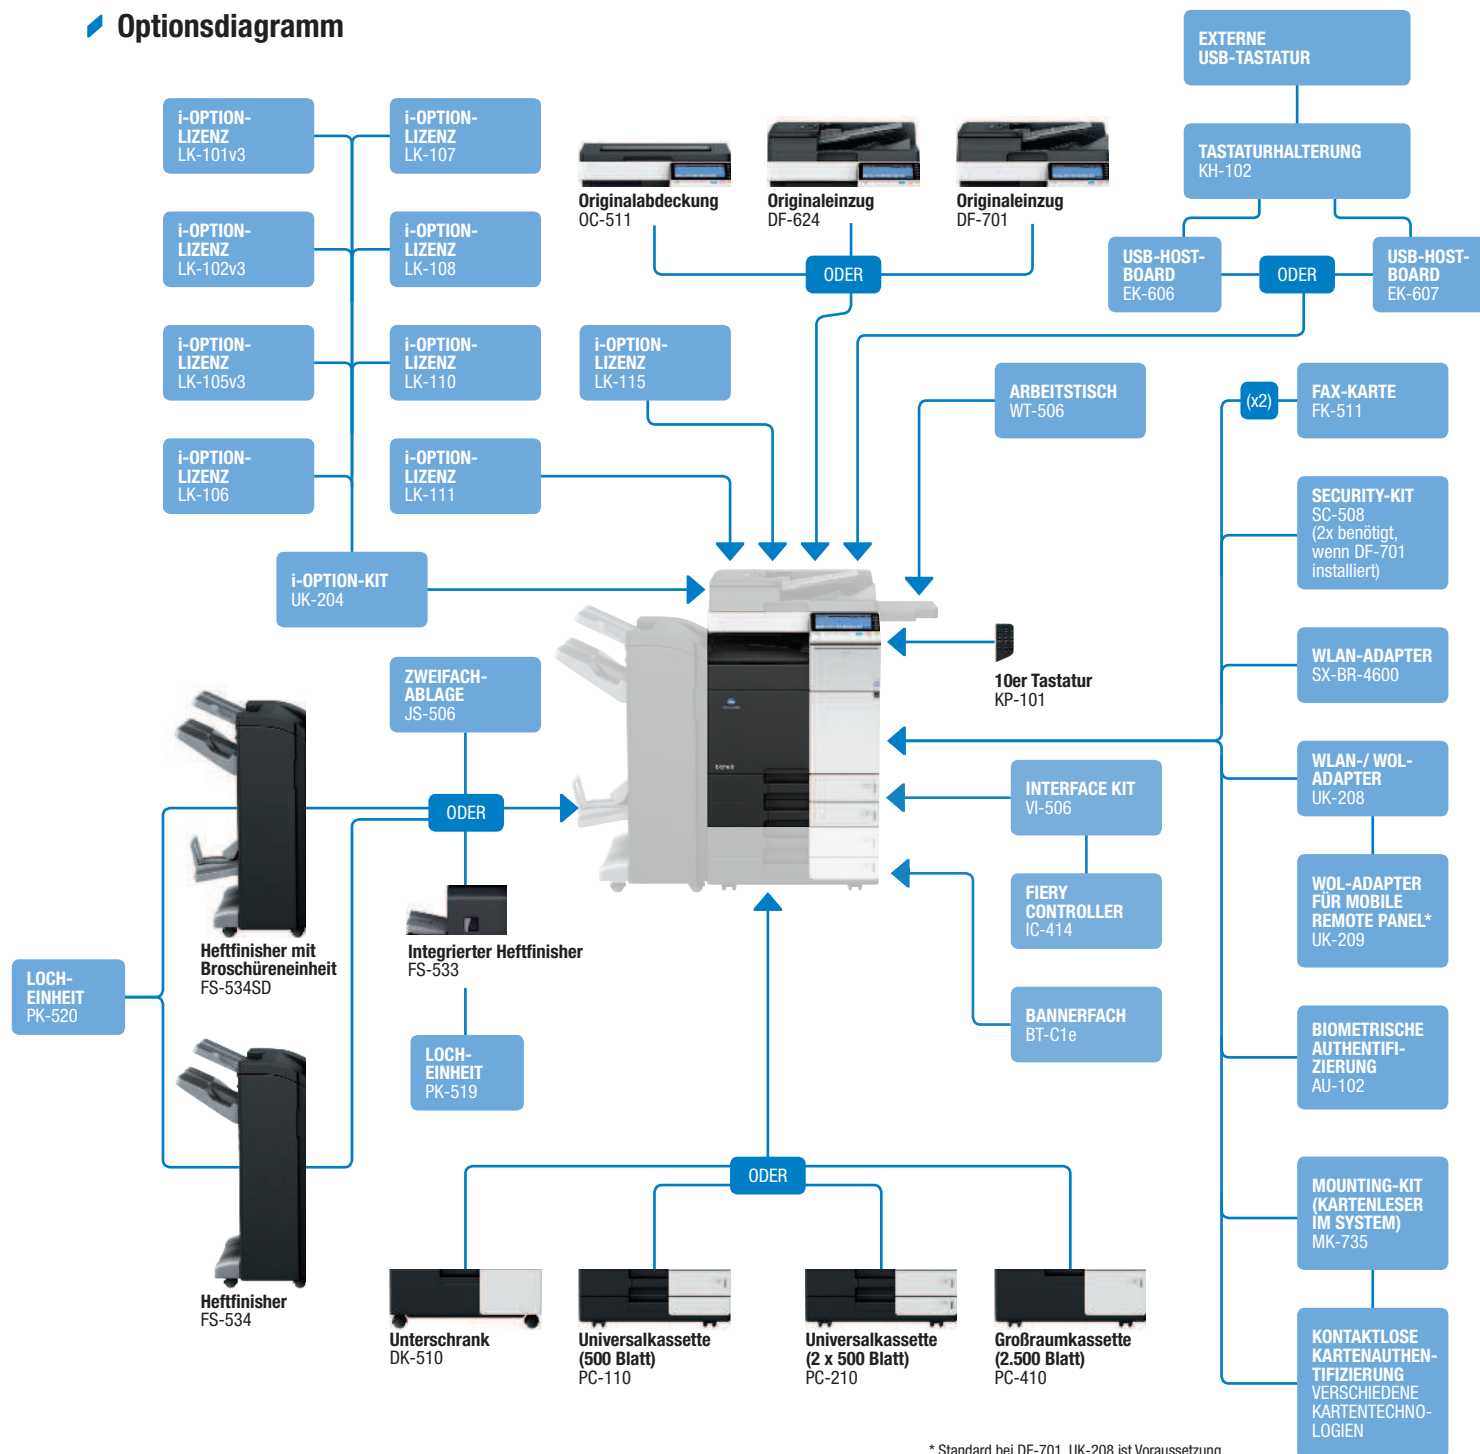 Optionsdiagramm
EXTERNE
USB-TASTATUR
i-OPTION-
LIZENZ
LK-101v3
i-OPTION-
LIZENZ
LK-107
TASTATURHALTERUNG
KH-102
Originalabdeckung
OC-511
Originaleinzug
DF-624
Originaleinzug
DF-701
i-OPTION-
LIZENZ
LK-102v3
i-OPTION-
LIZENZ
LK-108
ODER
USB-HOST-
BOARD
EK-606
ODER
USB-HOST-
BOARD
EK-607
i-OPTION-
LIZENZ
LK-105v3
i-OPTION-
LIZENZ
LK-110
i-OPTION-
LIZENZ
LK-115
ARBEITSTISCH
WT-506
(x2)
FAX-KARTE
FK-511
i-OPTION-
LIZENZ
LK-106
i-OPTION-
LIZENZ
LK-111
SECURITY-KIT
SC-508
(2x benötigt,
wenn DF-701
installiert)
i-OPTION-KIT
UK-204
ZWEIFACH-
ABLAGE
JS-506
10er Tastatur
KP-101
WLAN-ADAPTER
SX-BR-4600
bizhub
WLAN-/ WOL-
ADAPTER
UK-208
INTERFACE KIT
VI-506
ODER
FIERY
CONTROLLER
IC-414
WOL-ADAPTER
FÜR MOBILE
REMOTE PANEL*
UK-209
Heftfinisher mit
Broschüreneinheit
FS-534SD
Integrierter Heftfinisher
FS-533
LOCH-
EINHEIT
PK-520
BANNERFACH
BT-C1e
BIOMETRISCHE
AUTHENTIFI-
ZIERUNG
AU-102
LOCH-
EINHEIT
PK-519
ODER
MOUNTING-KIT
(KARTENLESER
IM SYSTEM)
MK-735
Heftfinisher
FS-534
Unterschrank
DK-510
Universalkassette
(500 Blatt)
PC-110
Universalkassette
(2 x 500 Blatt)
PC-210
Großraumkassette
(2.500 Blatt)
PC-410
KONTAKTLOSE
KARTENAUTHEN-
TIFIZIERUNG
VERSCHIEDENE
KARTENTECHNO-
LOGIEN
* Standard bei DF-701, UK-208 ist Voraussetzung